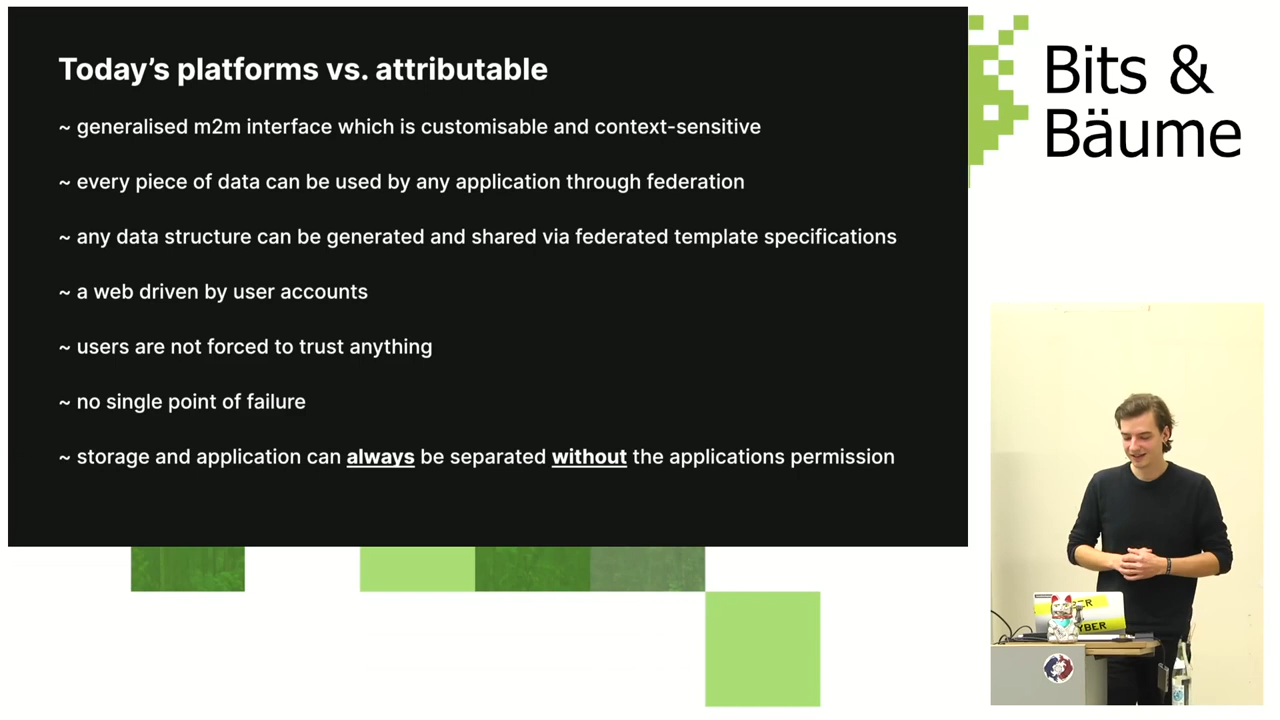 Today's platforms vs. attributable
~ generalised m2m interface which is customisable and context-sensitive
~ every piece of data can be used by any application through federation
~ any data structure can be generated and shared via federated template specifications
~ a web driven by user accounts
~ users are not forced to trust anything
~ no single point of failure
~ storage and application can always be separated without the applications permission
Bits &
Bäume
YBER